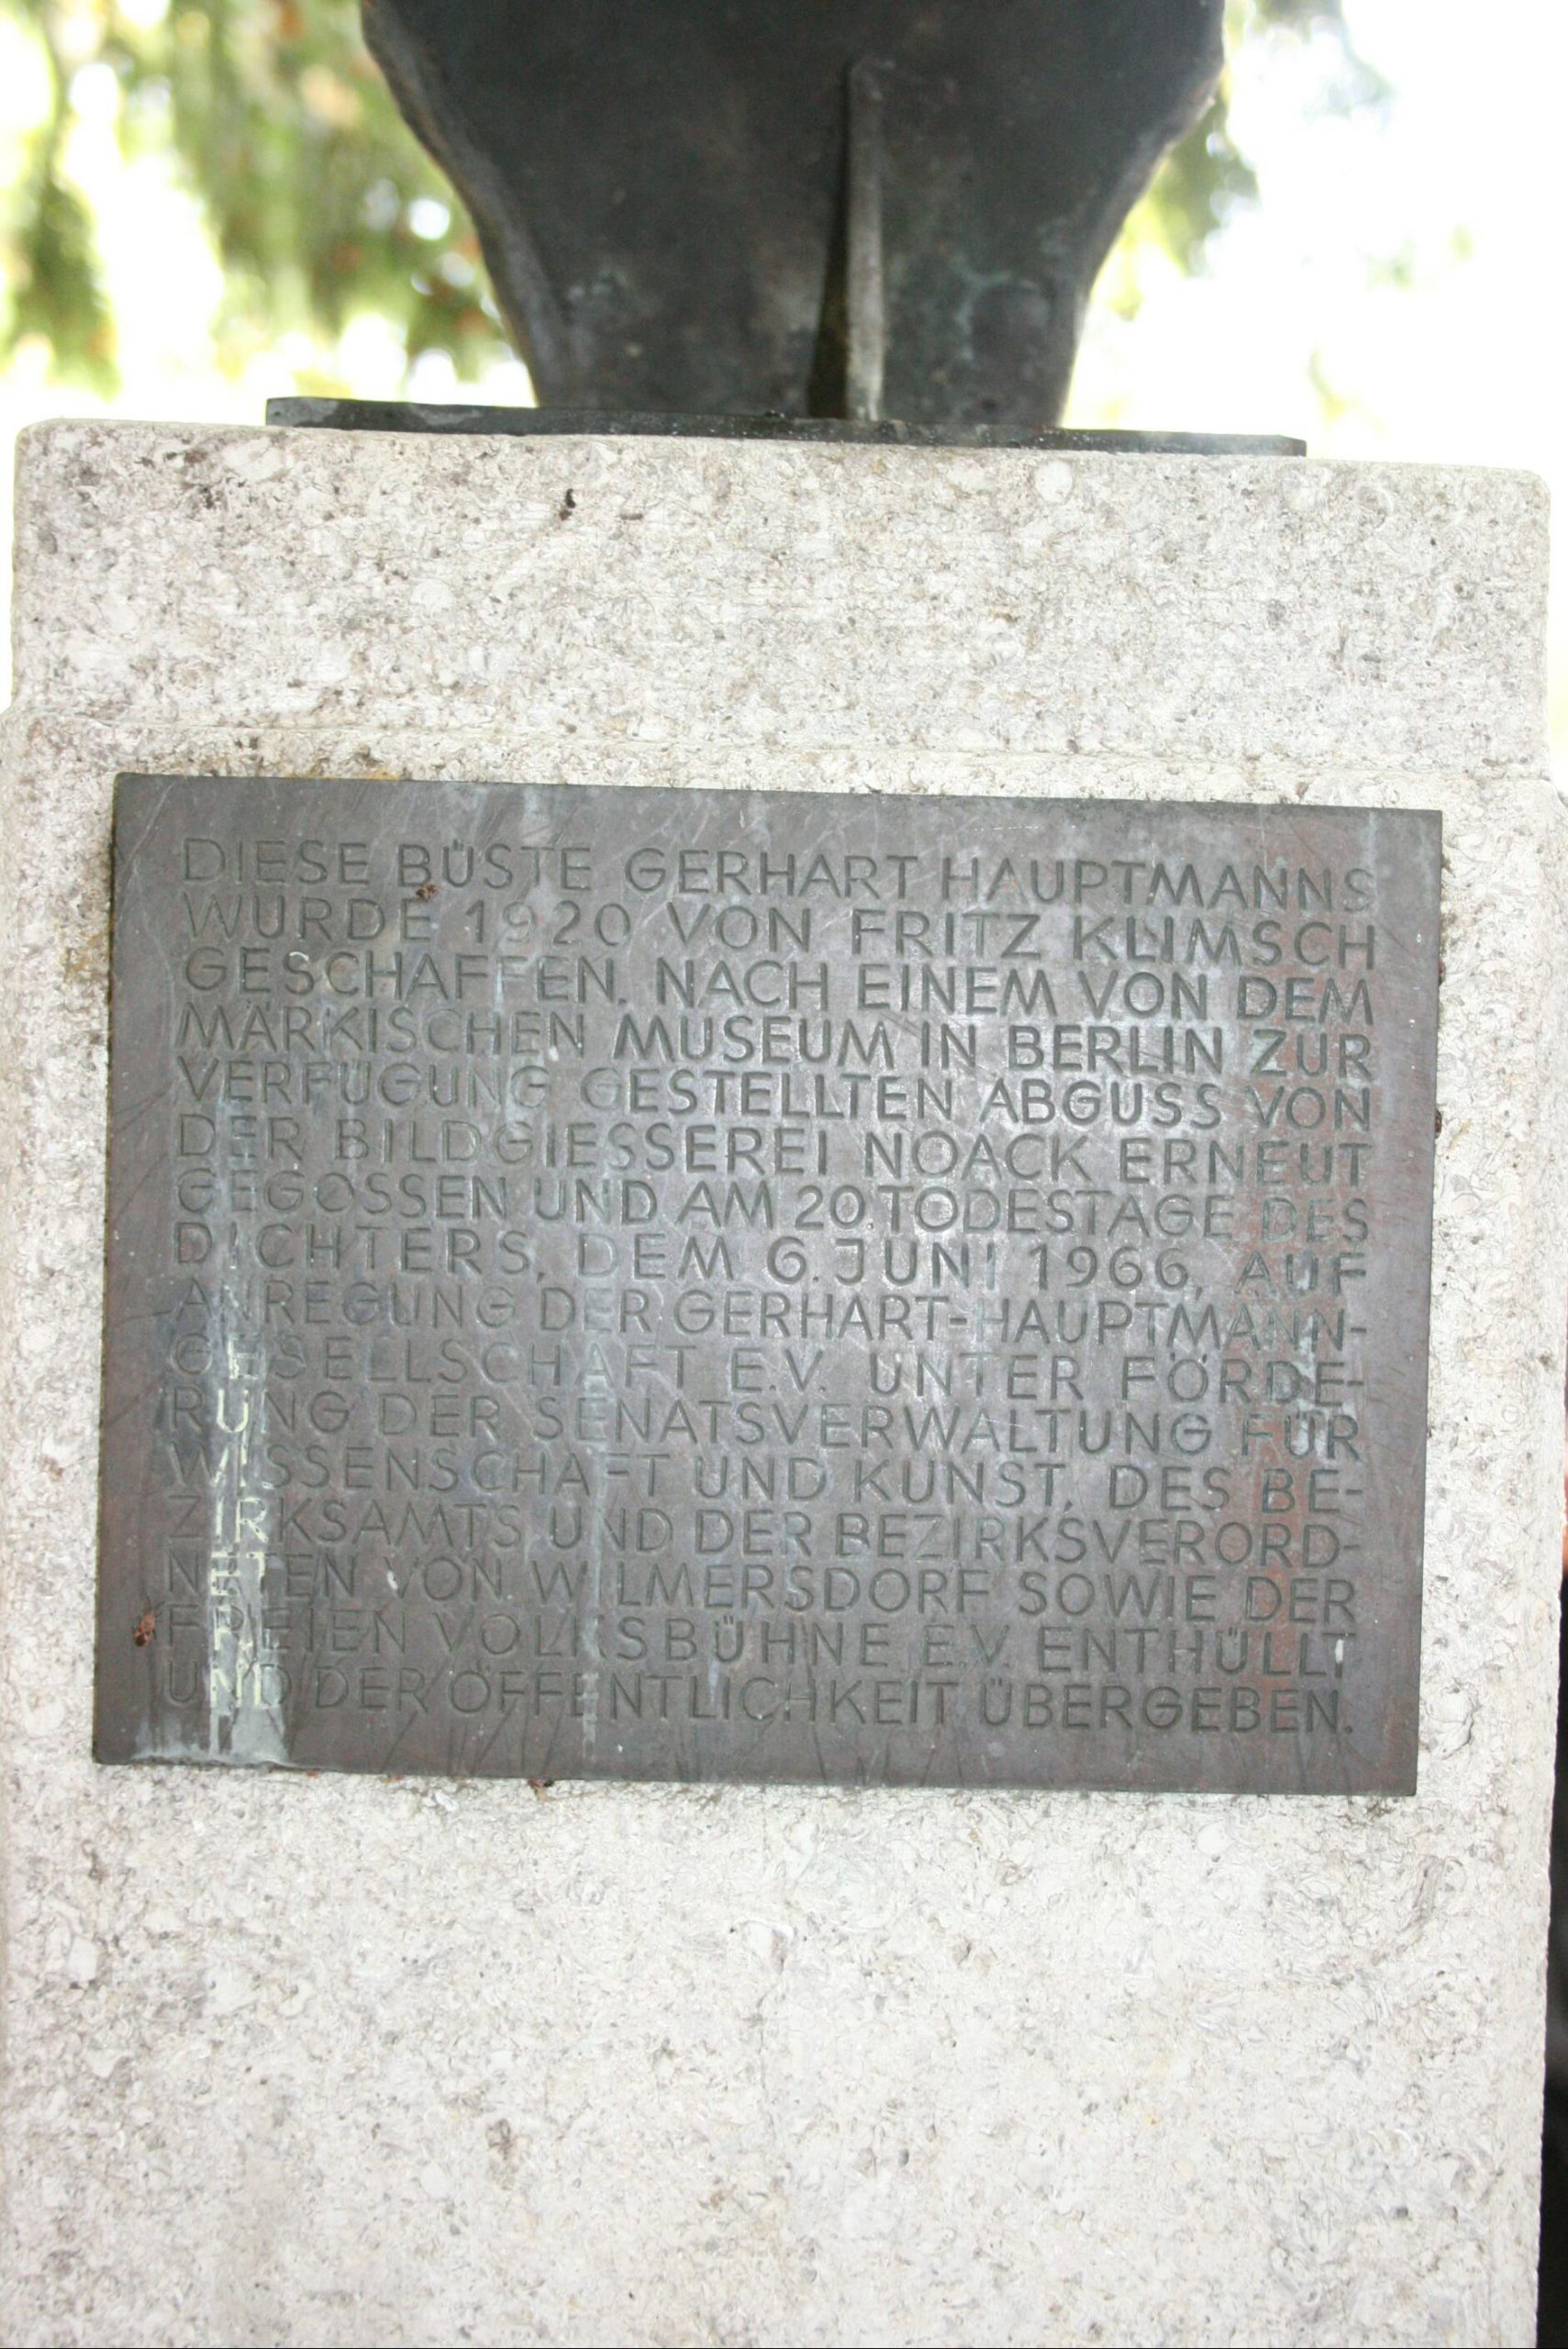 DIESE BÜSTE GERHART HAUPTMANNS
WURDE 1920 VON FRITZ KLIMSCH
GESCHAFFEN. NACH EINEM VON DEM
MÄRKISCHEN MUSEUM IN BERLIN ZUR
VERFÜGUNG GESTELLTEN ABGUSS VON
DER BILDGIESSEREI NOACK ERNEUT
GEGOSSEN UND AM 20. TODESTAGE DES
DICHTERS, DEM 6. JUNI 1966, AUF
ANREGUNG DER GERHART-HAUPTMANN-
GESELLSCHAFT E.V. UNTER FÖRDE-
RUNG DER SENATSVERWALTUNG FÜR
WISSENSCHAFT UND KUNST, DES BE-
ZIRKSAMTS UND DER BEZIRKSVERORD-
NETEN VON WILMERSDORF SOWIE DER
FREIEN VOLKSBÜHNE E.V. ENTHÜLLT
UND DER ÖFFENTLICHKEIT ÜBERGEBEN.